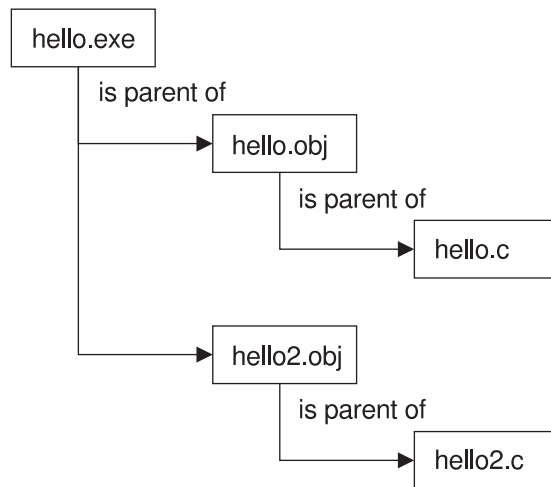 hello.exe
is parent of
hello.obj
is parent of
hello.c
hello2.obj
is parent of
hello2.c